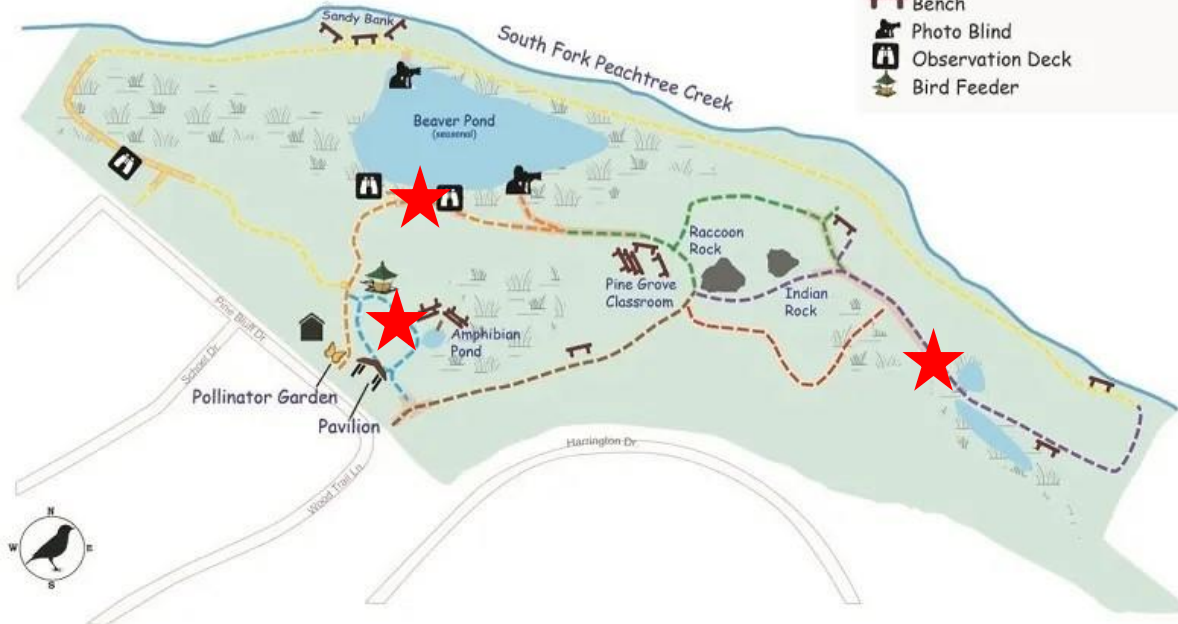 Bench
Sandy Bank
South Fork Peachtree Creek
Photo Blind
Observation Deck
Bird Feeder
Beaver Pond
(seasonal)
Raccoon
Rock
Pine Grove
Classroom
Indian
Rock
Amphibian
Pond
Pine Bluff Dr
School Dr
Pollinator Garden
Pavilion
Harrington Dr
Wood Trail Ln
N
W
E
S